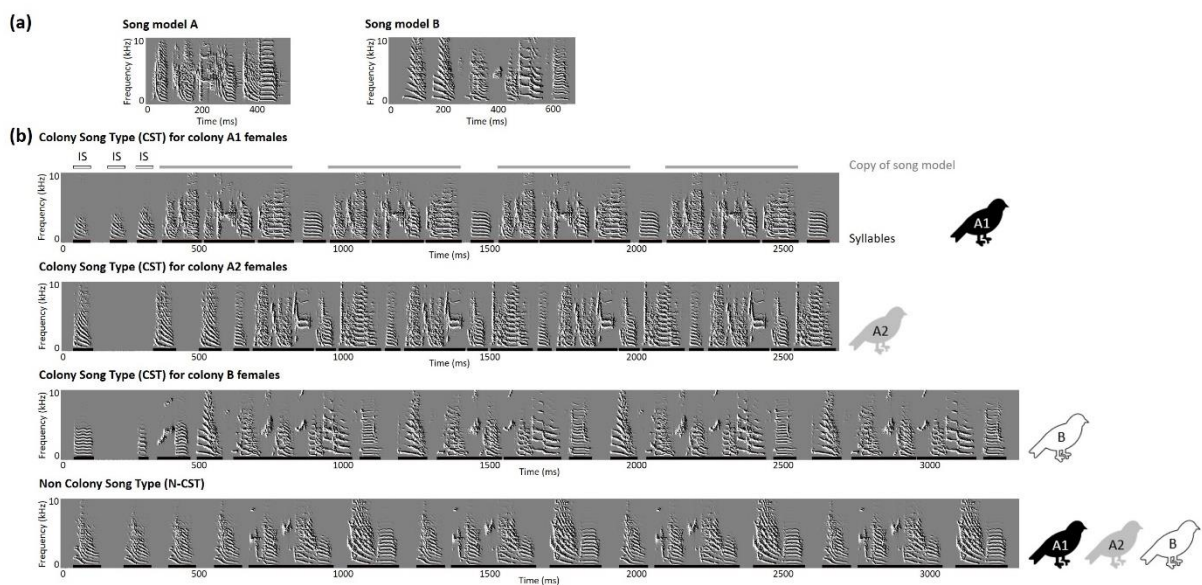 (a)
Song model A
Song model B
Frequency (kHz)
10
0
0
200
400
Time (ms)
Frequency (kHz)
10
0
0
200
400
600
Time (ms)
(b)
Colony Song Type (CST) for colony A1 females
IS
IS
IS
Copy of song model
Frequency (kHz)
10
0
Syllables
A1
0
500
1000
1500
2000
2500
Time (ms)
Colony Song Type (CST) for colony A2 females
Frequency (kHz)
10
0
A2
0
500
1000
1500
2000
2500
Time (ms)
Colony Song Type (CST) for colony B females
Frequency (kHz)
10
0
B
0
500
1000
1500
2000
2500
3000
Time (ms)
Non Colony Song Type (N-CST)
Frequency (kHz)
10
0
A1
A2
B
0
500
1000
1500
2000
2500
3000
Time (ms)